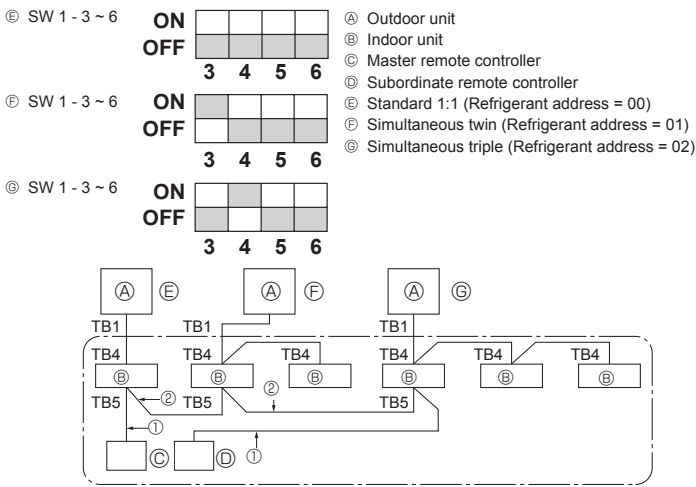 Ⓔ SW 1 - 3 ~ 6
ON
OFF
3 4 5 6
Ⓕ SW 1 - 3 ~ 6
ON
OFF
3 4 5 6
Ⓖ SW 1 - 3 ~ 6
ON
OFF
3 4 5 6
Ⓐ Outdoor unit
Ⓑ Indoor unit
Ⓒ Master remote controller
Ⓓ Subordinate remote controller
Ⓔ Standard 1:1 (Refrigerant address = 00)
Ⓕ Simultaneous twin (Refrigerant address = 01)
Ⓖ Simultaneous triple (Refrigerant address = 02)
Ⓐ Ⓔ Ⓐ Ⓕ Ⓐ Ⓖ
TB1 TB1 TB1
TB4 TB4 TB4 TB4 TB4 TB4
Ⓑ Ⓑ Ⓑ Ⓑ Ⓑ Ⓑ
TB5 ② TB5 ② TB5
① ①
Ⓒ Ⓓ